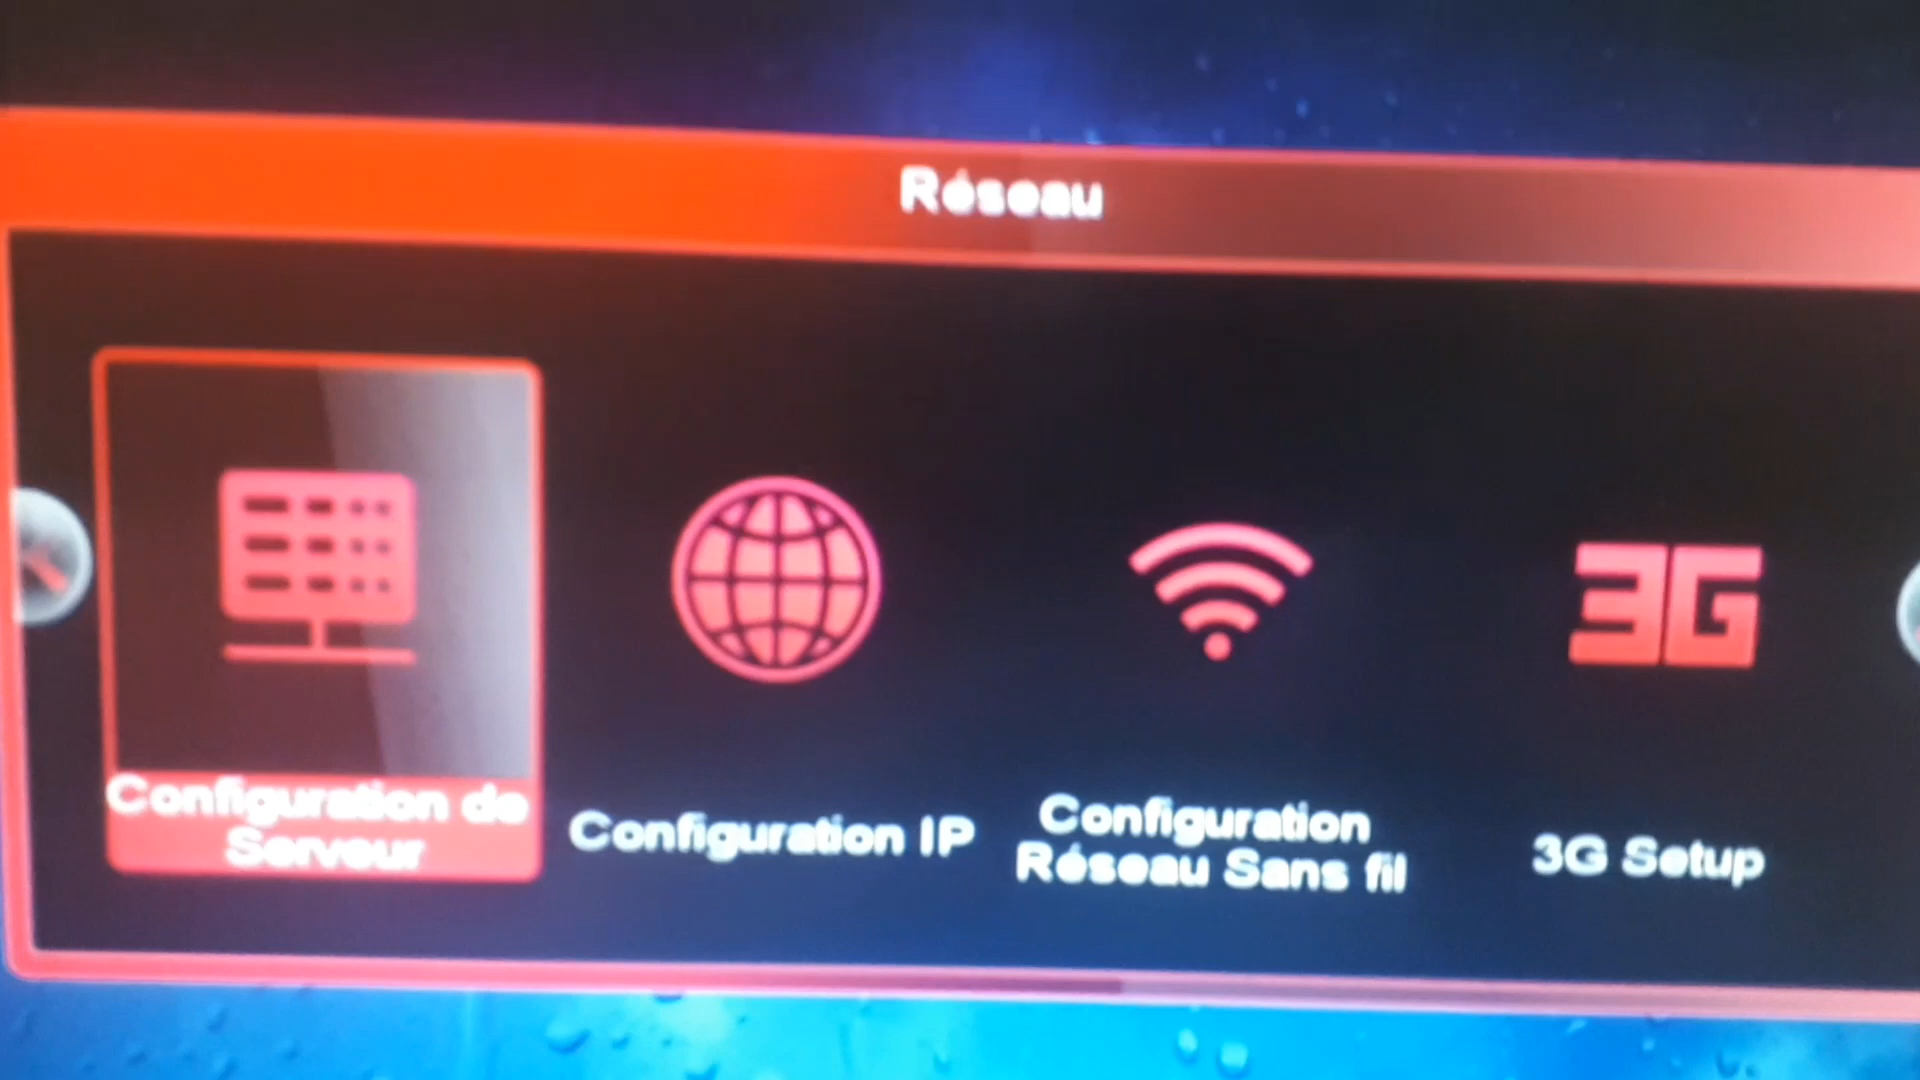 Réseau
Configuration de
Serveur
Configuration IP
Configuration
Réseau Sans fil
3G
3G Setup